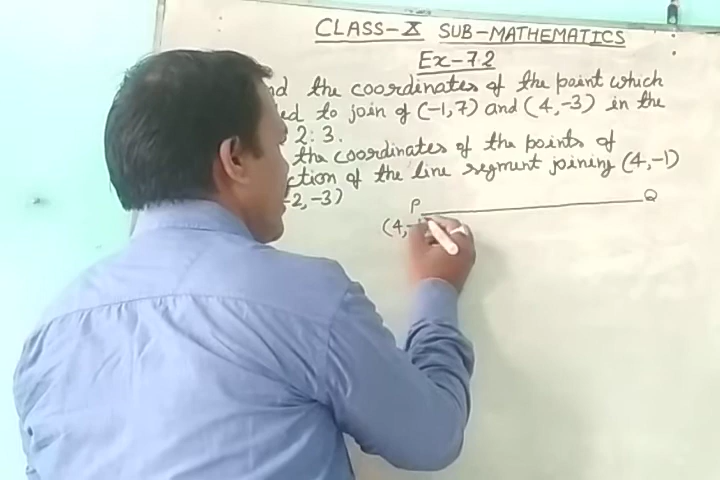 CLASS-X SUB-MATHEMATICS
Ex-7.2
the coordinates of the point which
to join of (-1,7) and (4,-3) in the
2:3.
the coordinates of the points of
of the line segment joining (4,-1)
-2,-3)
P Q
(4,-1